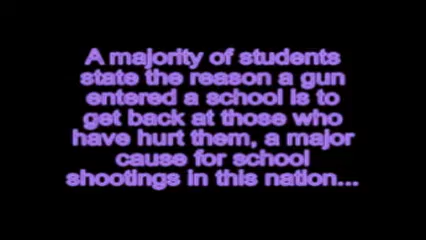 A majority of students
state the reason a gun
entered a school is to
get back at those who
have hurt them, a major
cause for school
shootings in this nation...